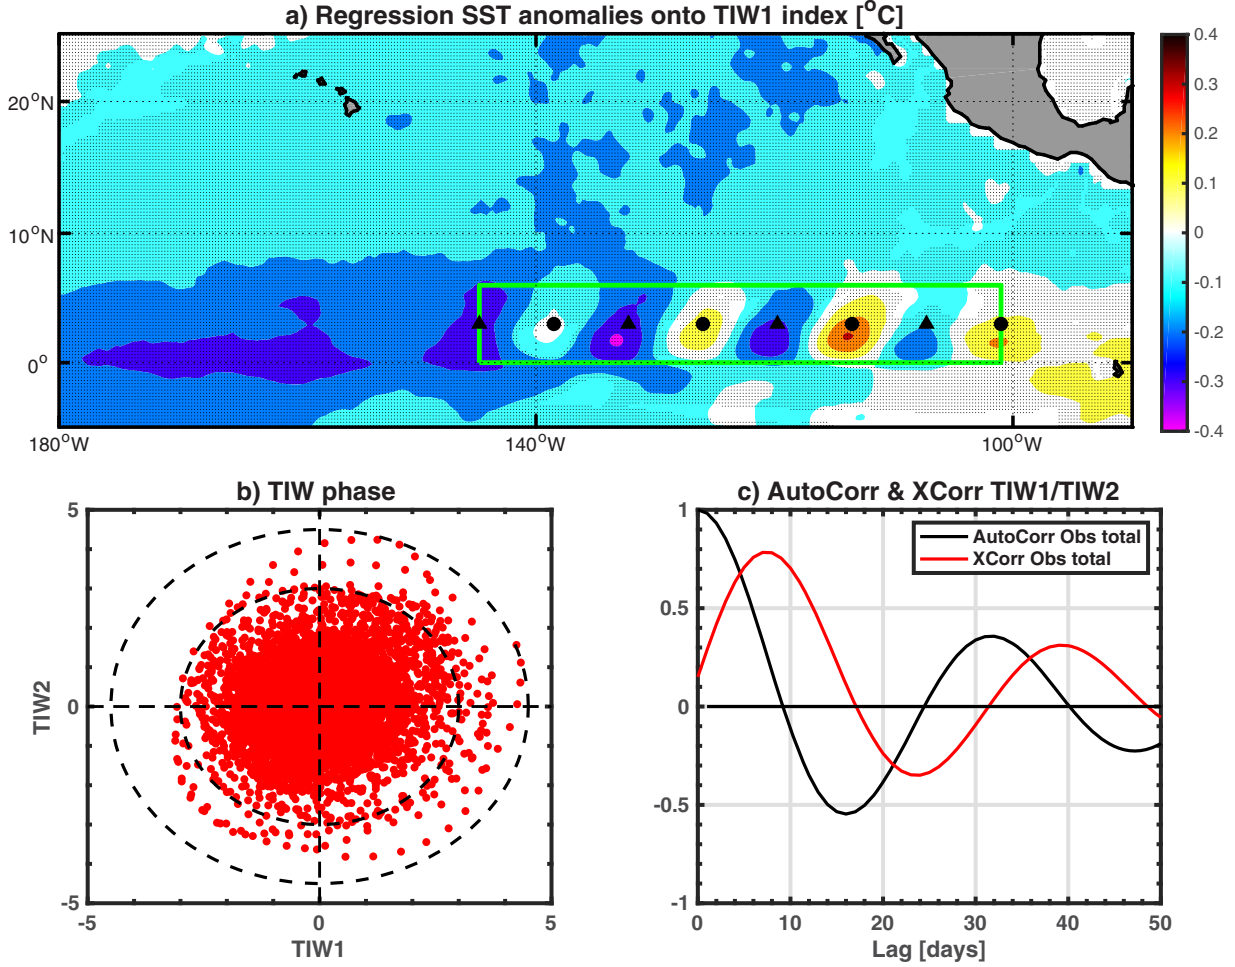 a) Regression SST anomalies onto TIW1 index [°C]
20°N
10°N
0°
180°W
140°W
100°W
0.4
0.3
0.2
0.1
0
-0.1
-0.2
-0.3
-0.4
b) TIW phase
5
0
-5
TIW2
-5
0
5
TIW1
c) AutoCorr & XCorr TIW1/TIW2
AutoCorr Obs total
XCorr Obs total
1
0.5
0
-0.5
-1
0
10
20
30
40
50
Lag [days]